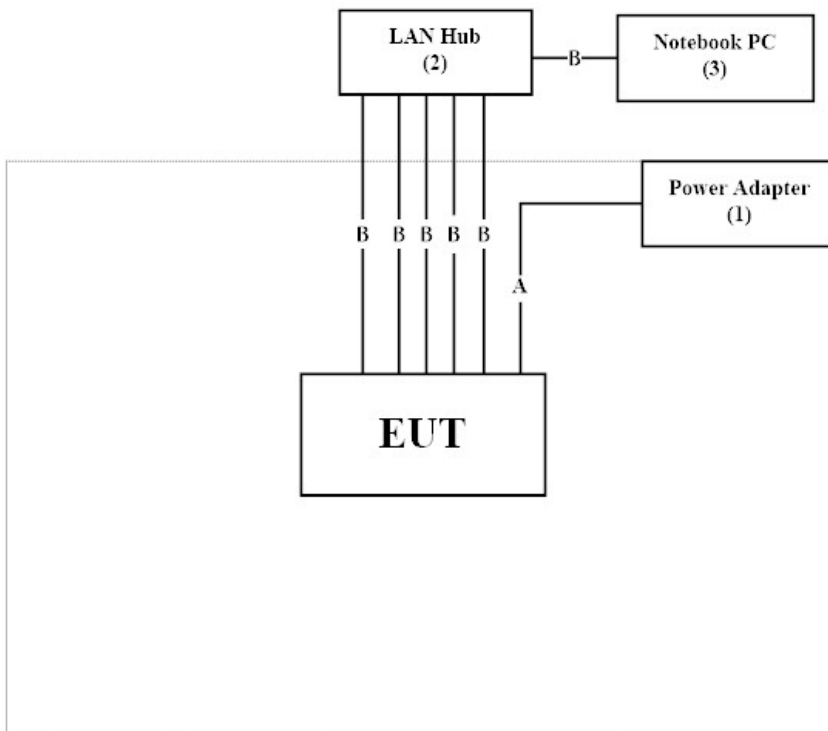 LAN Hub
(2)
B
Notebook PC
(3)
Power Adapter
(1)
B
B
B
B
B
A
EUT